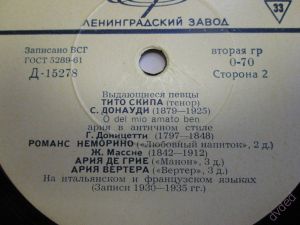 ЛЕНИНГРАДСКИЙ ЗАВОД
33
Записано ВСГ
ГОСТ 5289-61
Д-15278
вторая гр
0-70
Сторона 2
Выдающиеся певцы
ТИТО СКИПА (тенор)
С. ДОНАУДИ (1879—1925)
O del mio amato ben
ария в античном стиле
Г. Доницетти (1797—1848)
РОМАНС НЕМОРИНО («Любовный напиток», 2 д.)
Ж. Массне (1842—1912)
АРИЯ ДЕ ГРИЕ («Манон», 3 д.)
АРИЯ ВЕРТЕРА («Вертер», 3 д.)
На итальянском и французском языках
(Записи 1930—1935 гг.)
dvded